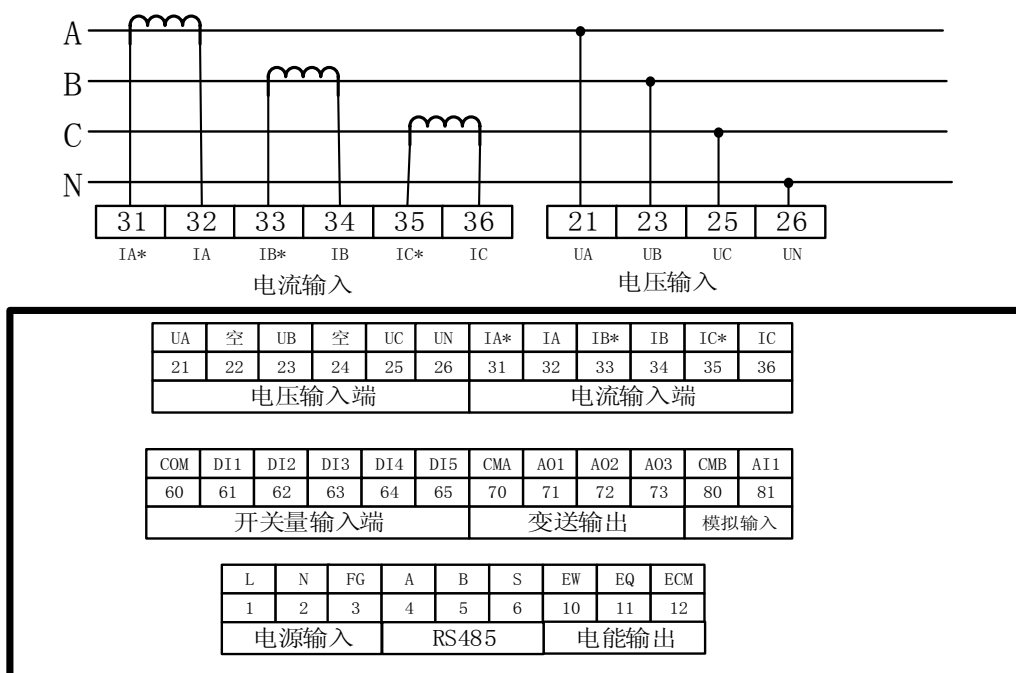 A
B
C
N
31 32 33 34 35 36 21 23 25 26
IA* IA IB* IB IC* IC UA UB UC UN
电流输入 电压输入
UA 空 UB 空 UC UN IA* IA IB* IB IC* IC
21 22 23 24 25 26 31 32 33 34 35 36
电压输入端 电流输入端
COM DI1 DI2 DI3 DI4 DI5 CMA AO1 AO2 AO3 CMB AI1
60 61 62 63 64 65 70 71 72 73 80 81
开关量输入端 变送输出 模拟输入
L N FG A B S EW EQ ECM
1 2 3 4 5 6 10 11 12
电源输入 RS485 电能输出